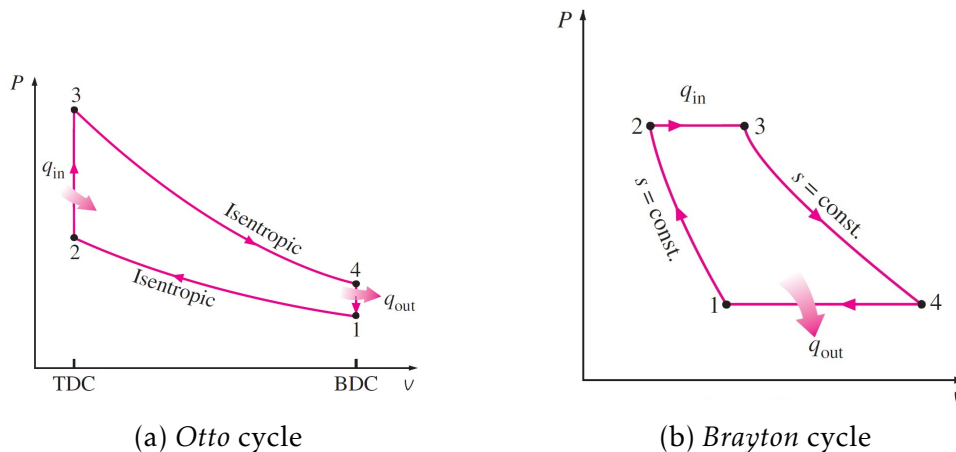 P
3
q_in
Isentropic
2
Isentropic
4
q_out
1
TDC
BDC
v
(a) Otto cycle
P
q_in
2
3
s = const.
s = const.
1
4
q_out
(b) Brayton cycle